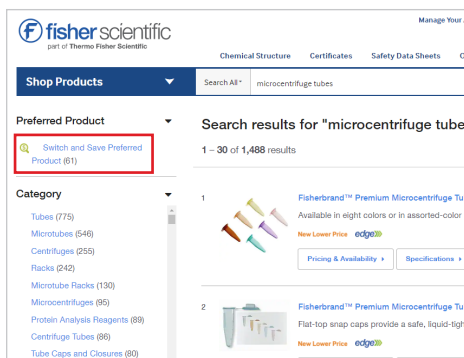 fisher scientific
part of Thermo Fisher Scientific
Manage Your
Chemical Structure Certificates Safety Data Sheets
Shop Products
Search All microcentrifuge tubes
Preferred Product
Switch and Save Preferred
Product (61)
Category
Tubes (775)
Microtubes (546)
Centrifuges (255)
Racks (242)
Microtube Racks (130)
Microcentrifuges (95)
Protein Analysis Reagents (89)
Centrifuge Tubes (86)
Tube Caps and Closures (80)
Search results for "microcentrifuge tube
1 – 30 of 1,488 results
1
Fisherbrand™ Premium Microcentrifuge Tu
Available in eight colors or in assorted-color
New Lower Price edge
Pricing & Availability Specifications
2
Fisherbrand™ Premium Microcentrifuge Tu
Flat-top snap caps provide a safe, liquid-tigh
New Lower Price edge